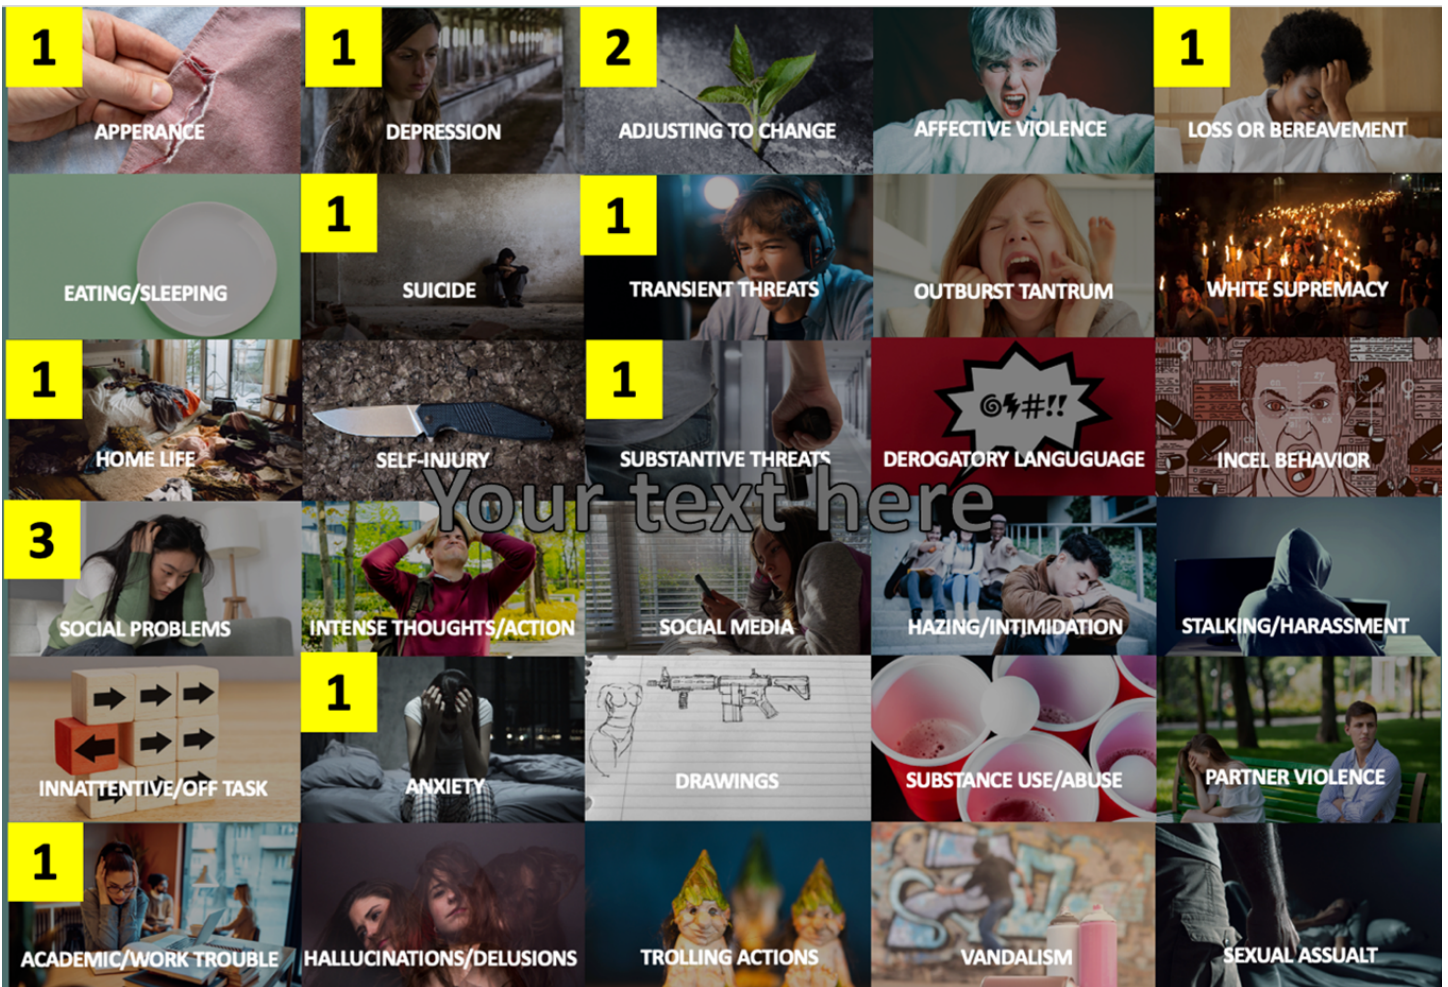 1
APPERANCE
1
DEPRESSION
2
ADJUSTING TO CHANGE
AFFECTIVE VIOLENCE
1
LOSS OR BEREAVEMENT
EATING/SLEEPING
1
SUICIDE
1
TRANSIENT THREATS
OUTBURST TANTRUM
WHITE SUPREMACY
1
HOME LIFE
SELF-INJURY
1
SUBSTANTIVE THREATS
@#!!
DEROGATORY LANGUGUAGE
INCEL BEHAVIOR
Your text here
3
SOCIAL PROBLEMS
INTENSE THOUGHTS/ACTION
SOCIAL MEDIA
HAZING/INTIMIDATION
STALKING/HARASSMENT
INNATTENTIVE/OFF TASK
1
ANXIETY
DRAWINGS
SUBSTANCE USE/ABUSE
PARTNER VIOLENCE
1
ACADEMIC/WORK TROUBLE
HALLUCINATIONS/DELUSIONS
TROLLING ACTIONS
VANDALISM
SEXUAL ASSUALT